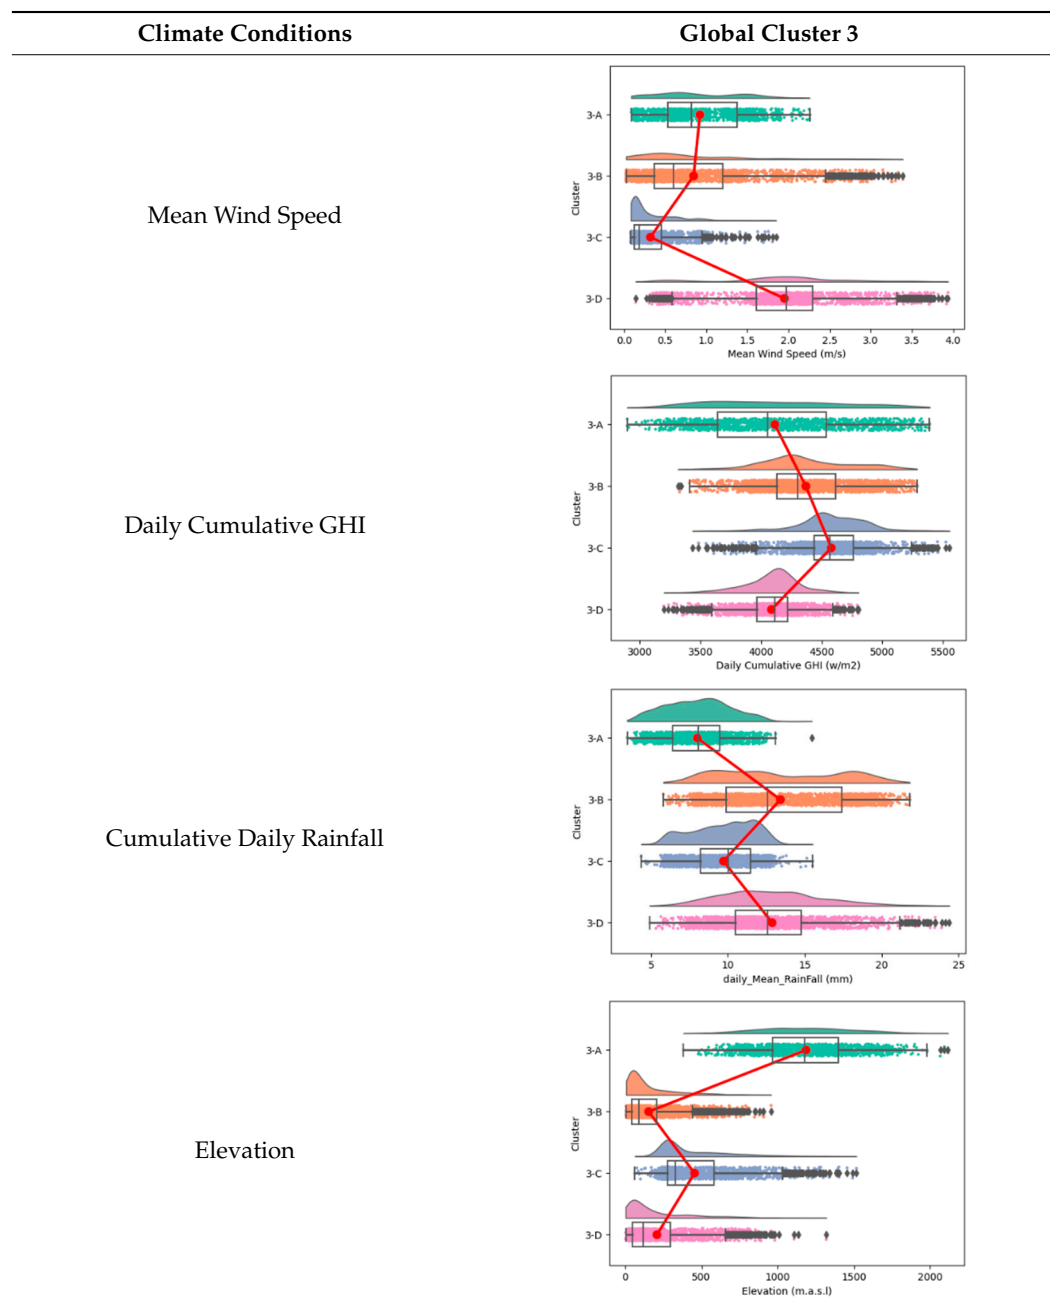 Climate Conditions Global Cluster 3
Mean Wind Speed
Cluster
3-A
3-B
3-C
3-D
0.0 0.5 1.0 1.5 2.0 2.5 3.0 3.5 4.0
Mean Wind Speed (m/s)
Daily Cumulative GHI
Cluster
3-A
3-B
3-C
3-D
3000 3500 4000 4500 5000 5500
Daily Cumulative GHI (w/m2)
Cumulative Daily Rainfall
Cluster
3-A
3-B
3-C
3-D
5 10 15 20 25
daily_Mean_RainFall (mm)
Elevation
Cluster
3-A
3-B
3-C
3-D
0 500 1000 1500 2000
Elevation (m.a.s.l)